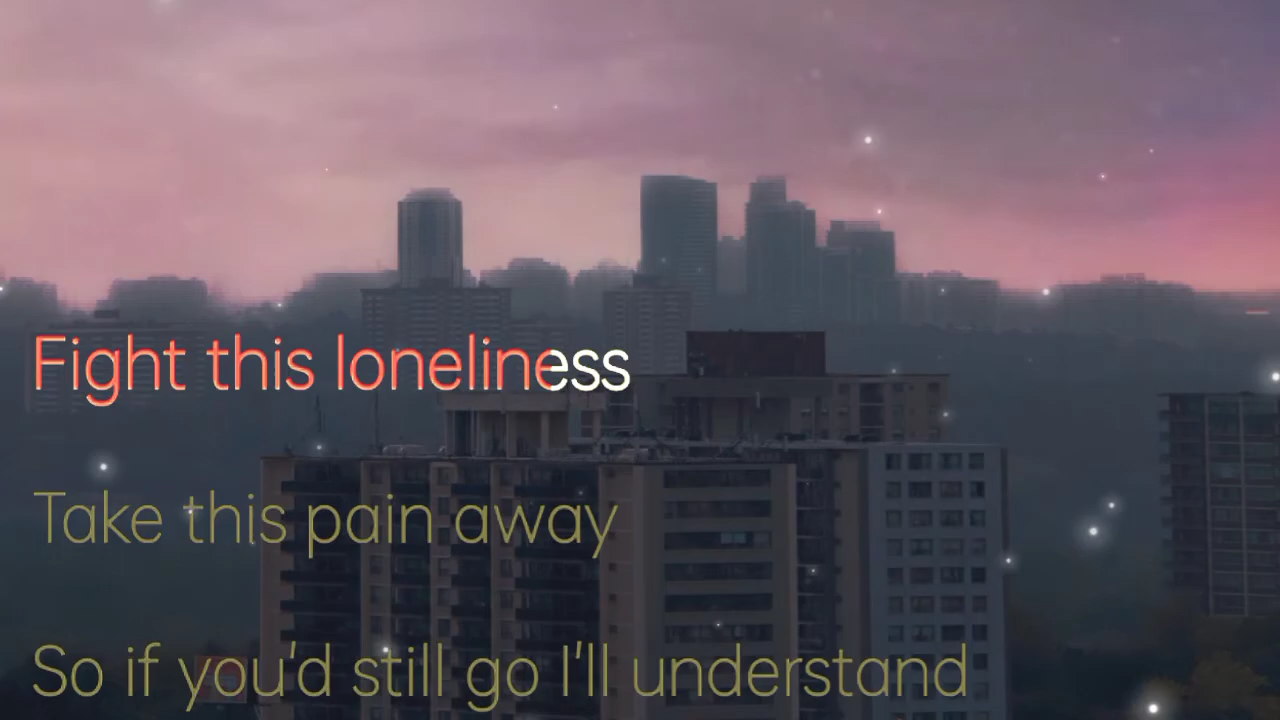 Fight this loneliness
Take this pain away
So if you'd still go I'll understand